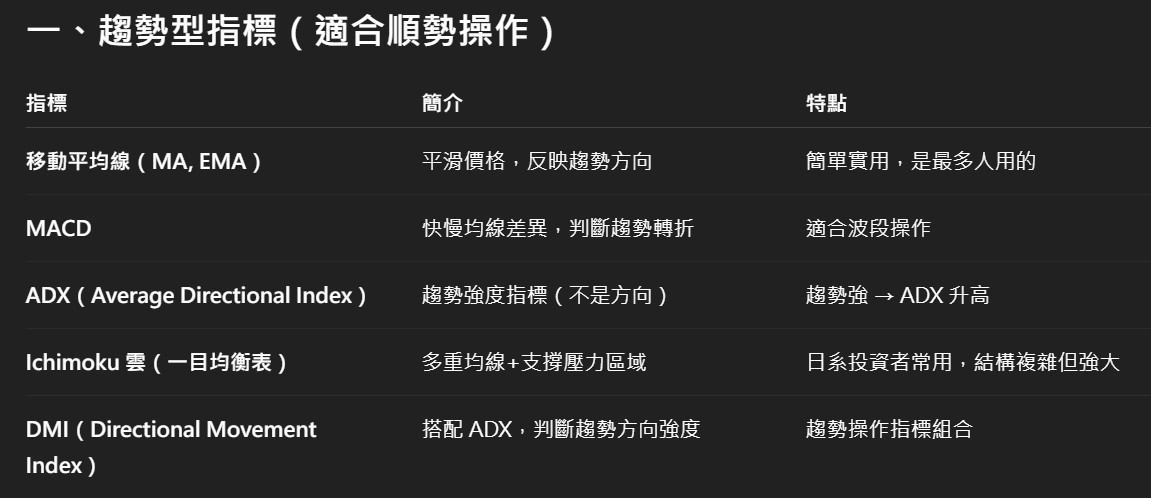 一、趨勢型指標（適合順勢操作）
指標 簡介 特點
移動平均線（MA, EMA） 平滑價格，反映趨勢方向 簡單實用，是最多人用的
MACD 快慢均線差異，判斷趨勢轉折 適合波段操作
ADX（Average Directional Index） 趨勢強度指標（不是方向） 趨勢強 → ADX 升高
Ichimoku 雲（一目均衡表） 多重均線+支撐壓力區域 日系投資者常用，結構複雜但強大
DMI（Directional Movement 搭配 ADX，判斷趨勢方向強度 趨勢操作指標組合
Index）